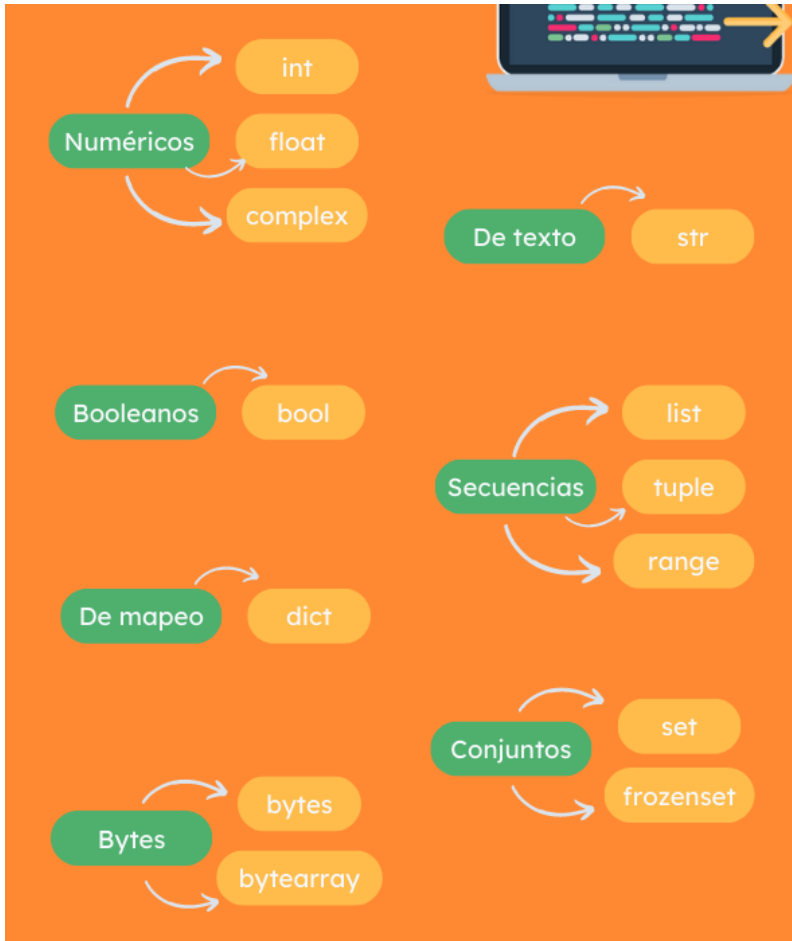 Numéricos
int
float
complex
De texto
str
Booleanos
bool
Secuencias
list
tuple
range
De mapeo
dict
Conjuntos
set
frozenset
Bytes
bytes
bytearray